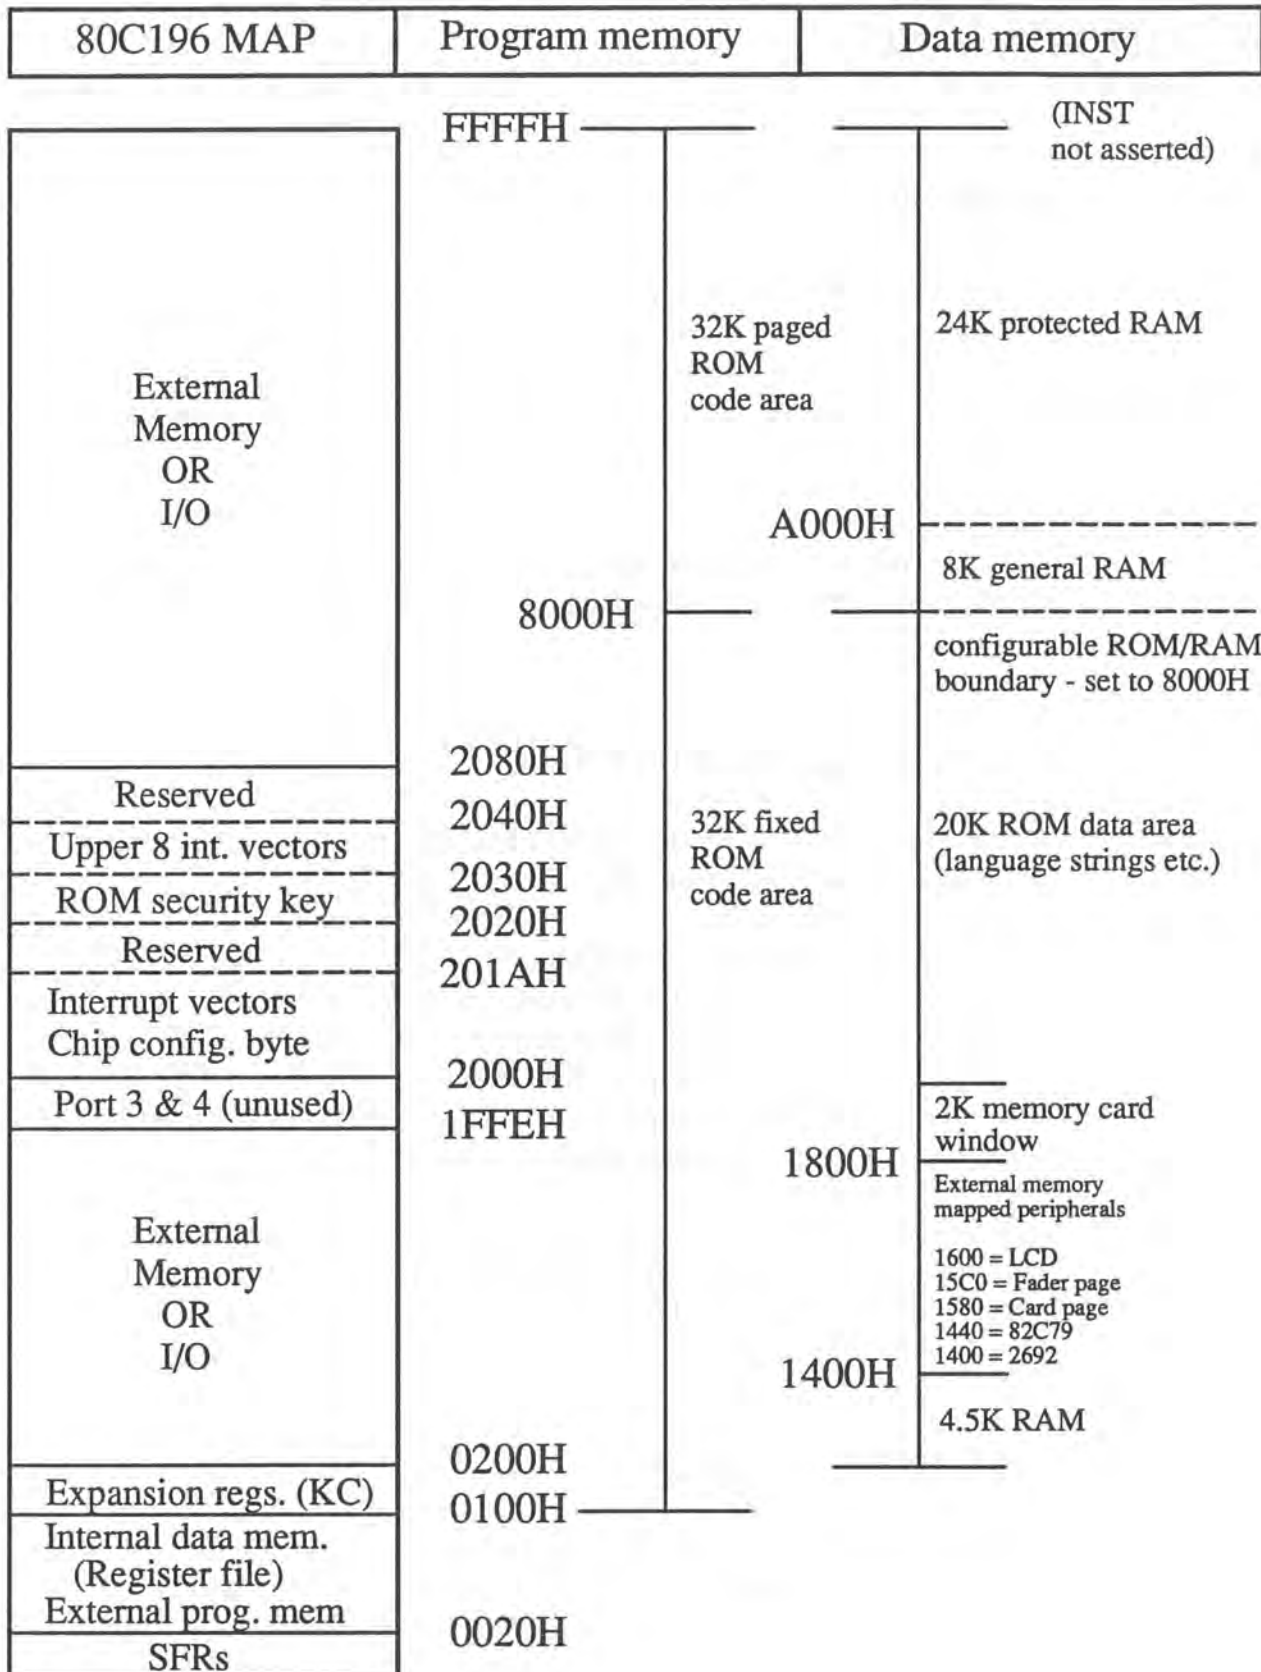 80C196 MAP
Program memory
Data memory
External
Memory
OR
I/O
Reserved
Upper 8 int. vectors
ROM security key
Reserved
Interrupt vectors
Chip config. byte
Port 3 & 4 (unused)
External
Memory
OR
I/O
Expansion regs. (KC)
Internal data mem.
(Register file)
External prog. mem
SFRs
FFFFH
8000H
2080H
2040H
2030H
2020H
201AH
2000H
1FFEH
0200H
0100H
0020H
32K paged
ROM
code area
32K fixed
ROM
code area
(INST
not asserted)
24K protected RAM
A000H
8K general RAM
configurable ROM/RAM
boundary - set to 8000H
20K ROM data area
(language strings etc.)
2K memory card
window
1800H
External memory
mapped peripherals
1600 = LCD
15C0 = Fader page
1580 = Card page
1440 = 82C79
1400 = 2692
1400H
4.5K RAM